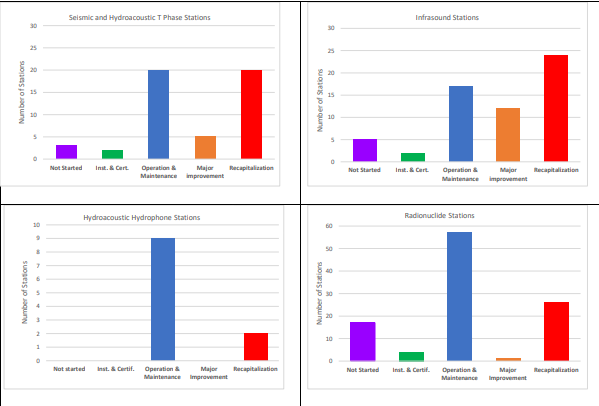 Seismic and Hydroacoustic T Phase Stations
Number of Stations
30
25
20
15
10
5
0
Not Started Inst. & Cert. Operation & Major Recapitalization
Maintenance improvement
Infrasound Stations
Number of Stations
30
25
20
15
10
5
0
Not Started Inst. & Cert. Operation & Major Recapitalization
Maintenance improvement
Hydroacoustic Hydrophone Stations
Number of Stations
10
9
8
7
6
5
4
3
2
1
0
Not started Inst. & Certif. Operation & Major Recapitalization
Maintenance Improvement
Radionuclide Stations
Number of Stations
60
50
40
30
20
10
0
Not Started Inst. & Certif. Operation & Major Recapitalization
Maintenance Improvement